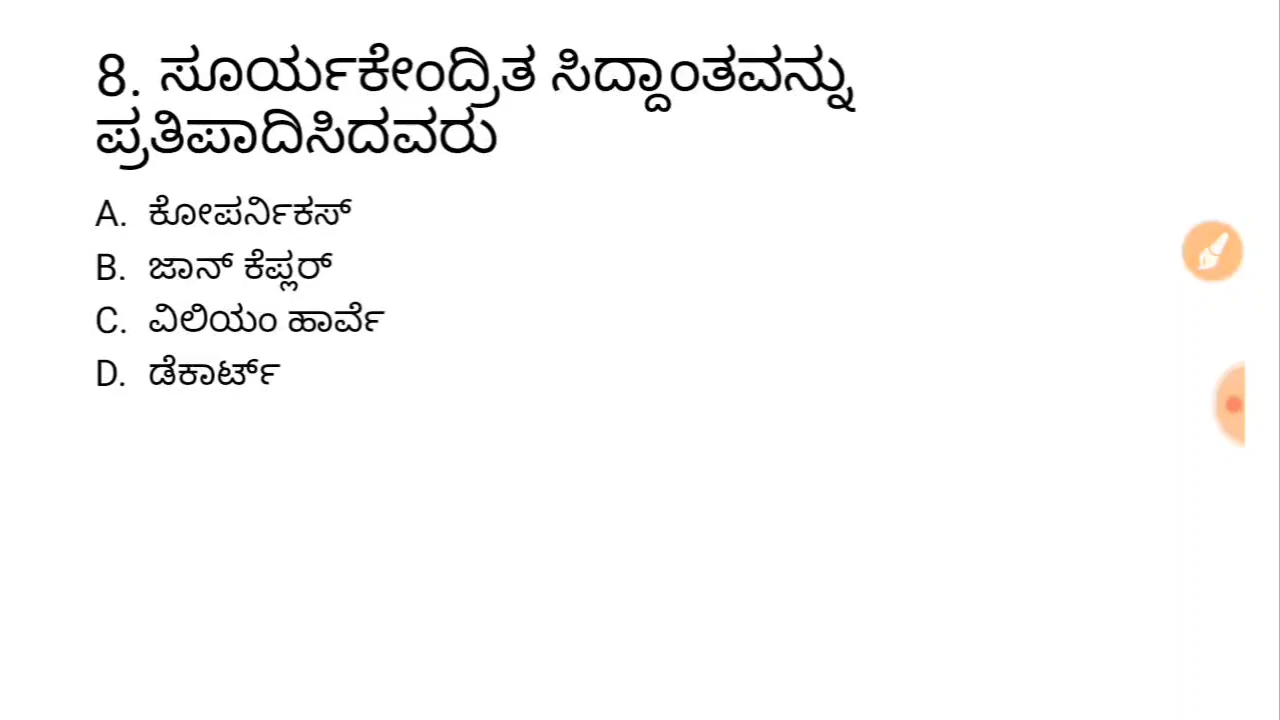 8. ಸೂರ್ಯಕೇಂದ್ರಿತ ಸಿದ್ದಾಂತವನ್ನು
ಪ್ರತಿಪಾದಿಸಿದವರು
A. ಕೋಪರ್ನಿಕಸ್
B. ಜಾನ್ ಕೆಪ್ಲರ್
C. ವಿಲಿಯಂ ಹಾರ್ವೆ
D. ಡೆಕಾರ್ಟ್